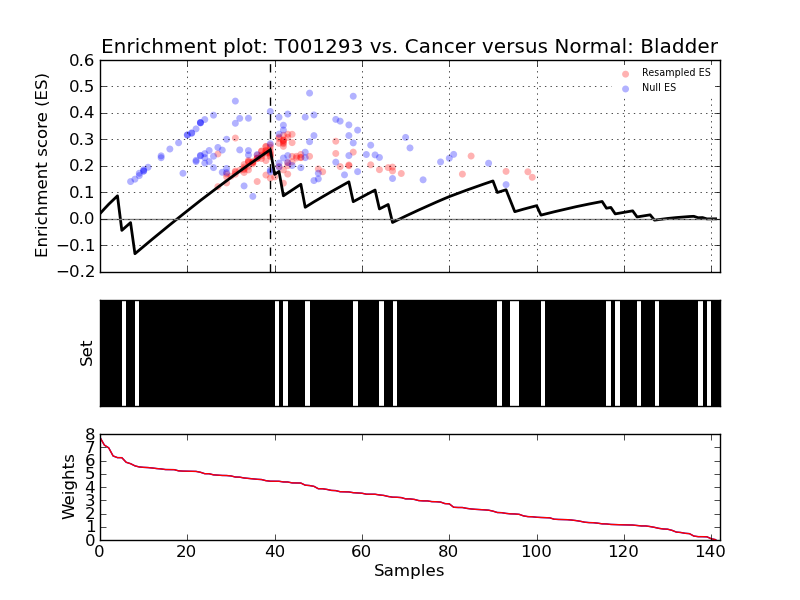 Enrichment plot: T001293 vs. Cancer versus Normal: Bladder
Enrichment score (ES)
0.6
0.5
0.4
0.3
0.2
0.1
0.0
−0.1
−0.2
Resampled ES
Null ES
Set
Weights
8
7
6
5
4
3
2
1
0
0 20 40 60 80 100 120 140
Samples